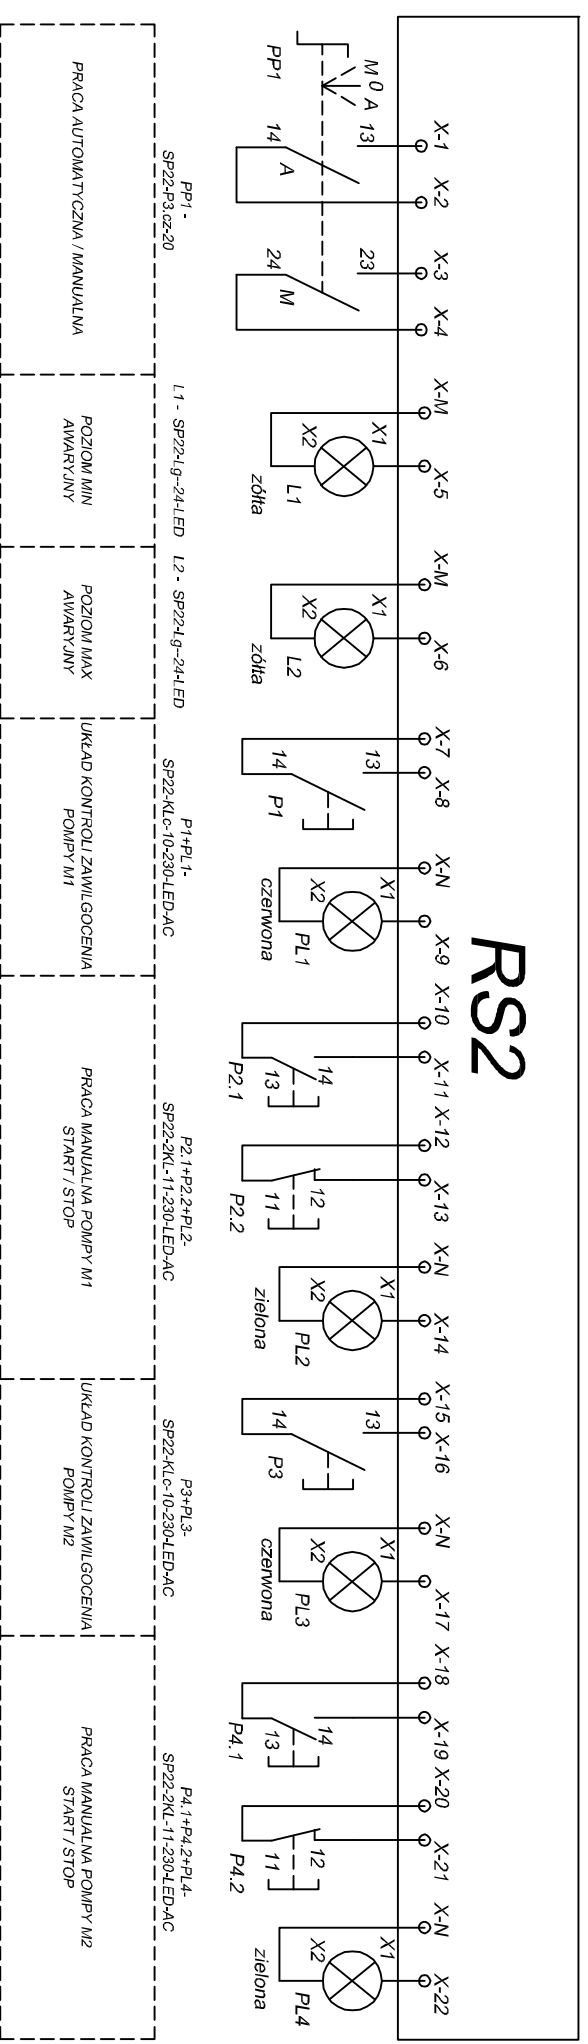 RS2
X-1
X-2
X-3
X-4
X-M
X-5
X-M
X-6
X-7
X-8
X-N
X-9
X-10
X-11
X-12
X-13
X-N
X-14
X-15
X-16
X-N
X-17
X-18
X-19
X-20
X-21
X-N
X-22
M 0 A
PP1
13
14
A
23
24
M
X1
X2
L1
żółta
X1
X2
L2
żółta
13
14
P1
X1
X2
PL1
czerwona
14
13
P2.1
12
11
P2.2
X1
X2
PL2
zielona
13
14
P3
X1
X2
PL3
czerwona
14
13
P4.1
12
11
P4.2
X1
X2
PL4
zielona
PP1 -
SP22-P3.cz-20
L1 - SP22-Lg--24-LED
L2 - SP22-Lg--24-LED
P1+PL1-
SP22-KLc-10-230-LED-AC
P2.1+P2.2+PL2-
SP22-2KL-11-230-LED-AC
P3+PL3-
SP22-KLc-10-230-LED-AC
P4.1+P4.2+PL4-
SP22-2KL-11-230-LED-AC
PRACA AUTOMATYCZNA / MANUALNA
POZIOM MIN
AWARYJNY
POZIOM MAX
AWARYJNY
UKŁAD KONTROLI ZAWILGOCENIA
POMPY M1
PRACA MANUALNA POMPY M1
START / STOP
UKŁAD KONTROLI ZAWILGOCENIA
POMPY M2
PRACA MANUALNA POMPY M2
START / STOP